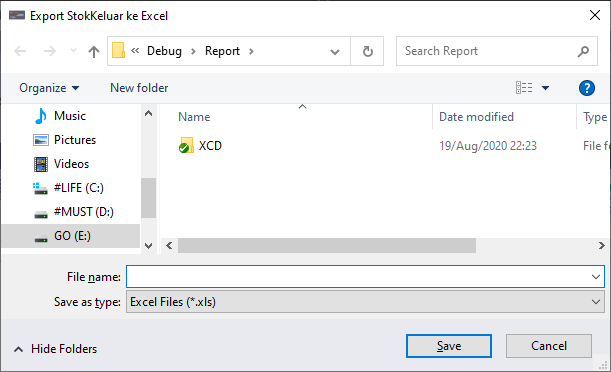 Export StokKeluar ke Excel
« Debug › Report ›
Search Report
Organize
New folder
?
Music
Pictures
Videos
#LIFE (C:)
#MUST (D:)
GO (E:)
Name
Date modified
Type
XCD
19/Aug/2020 22:23
File fo
File name:
Save as type:
Excel Files (*.xls)
Hide Folders
Save
Cancel